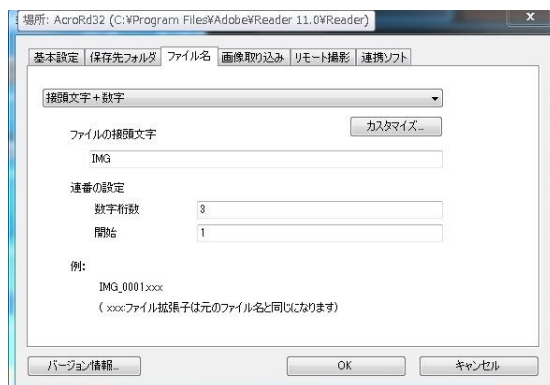 場所: AcroRd32 (C:¥Program Files¥Adobe¥Reader 11.0¥Reader)
x
基本設定 保存先フォルダ ファイル名 画像取り込み リモート撮影 連携ソフト
接頭文字+数字
カスタマイズ...
ファイルの接頭文字
IMG
連番の設定
数字桁数 3
開始 1
例:
IMG_0001.xxx
( xxx:ファイル拡張子は元のファイル名と同じになります)
バージョン情報... OK キャンセル